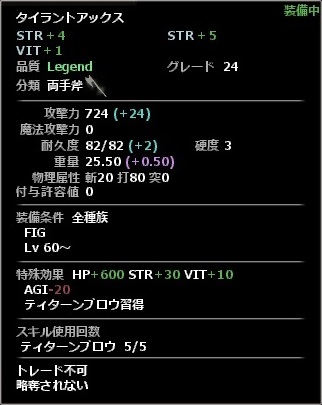 装備中
タイラントアックス
STR+4 STR+5
VIT+1
品質 Legend グレード 24
分類 両手斧
攻撃力 724 (+24)
魔法攻撃力 0
耐久度 82/82 (+2) 硬度 3
重量 25.50 (+0.50)
物理属性 斬20 打80 突0
付与許容値 0
装備条件 全種族
FIG
Lv 60～
特殊効果 HP+600 STR+30 VIT+10
AGI-20
ティターンブロウ習得
スキル使用回数
ティターンブロウ 5/5
トレード不可
略奪されない